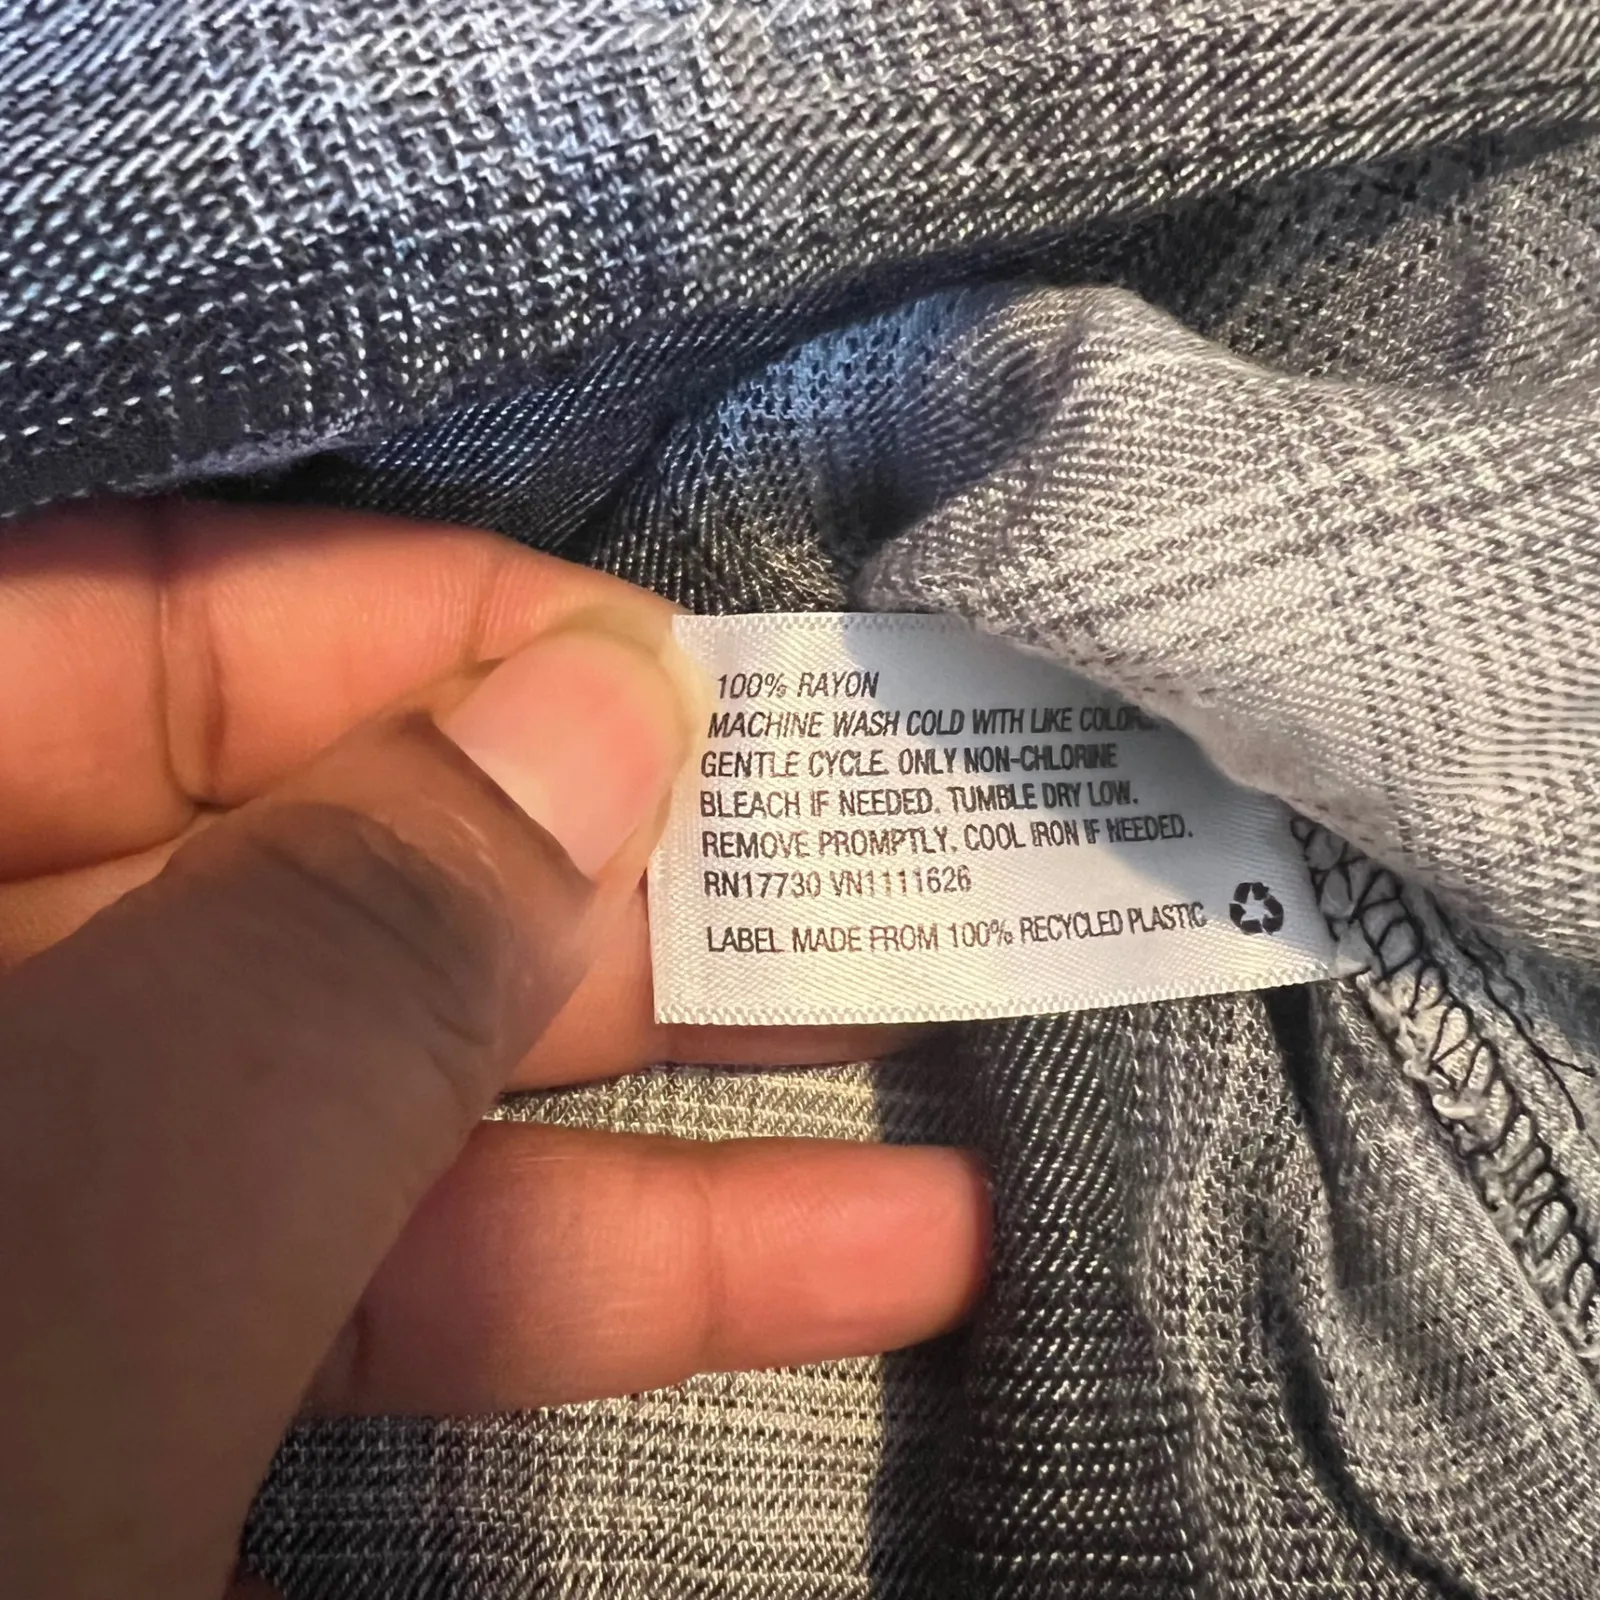 100% RAYON
MACHINE WASH COLD WITH LIKE COLOR
GENTLE CYCLE. ONLY NON-CHLORINE
BLEACH IF NEEDED. TUMBLE DRY LOW.
REMOVE PROMPTLY. COOL IRON IF NEEDED.
RN17730 VN1111626
LABEL MADE FROM 100% RECYCLED PLASTIC